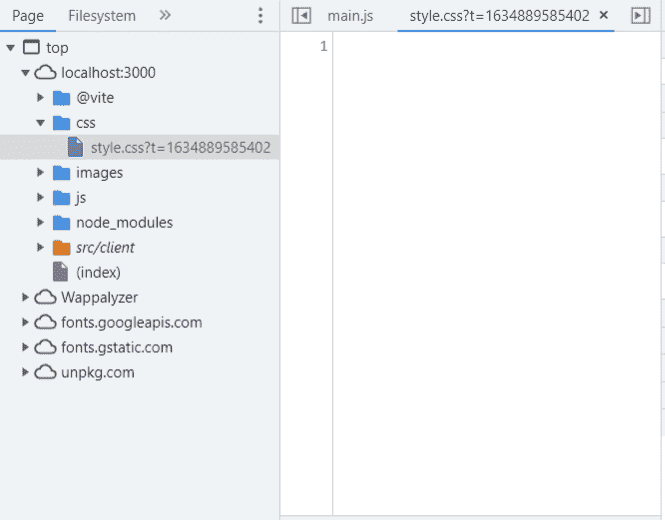 Page Filesystem »
main.js style.css?t=1634889585402 ×
top
localhost:3000
@vite
css
style.css?t=1634889585402
images
js
node_modules
src/client
(index)
Wappalyzer
fonts.googleapis.com
fonts.gstatic.com
unpkg.com
1